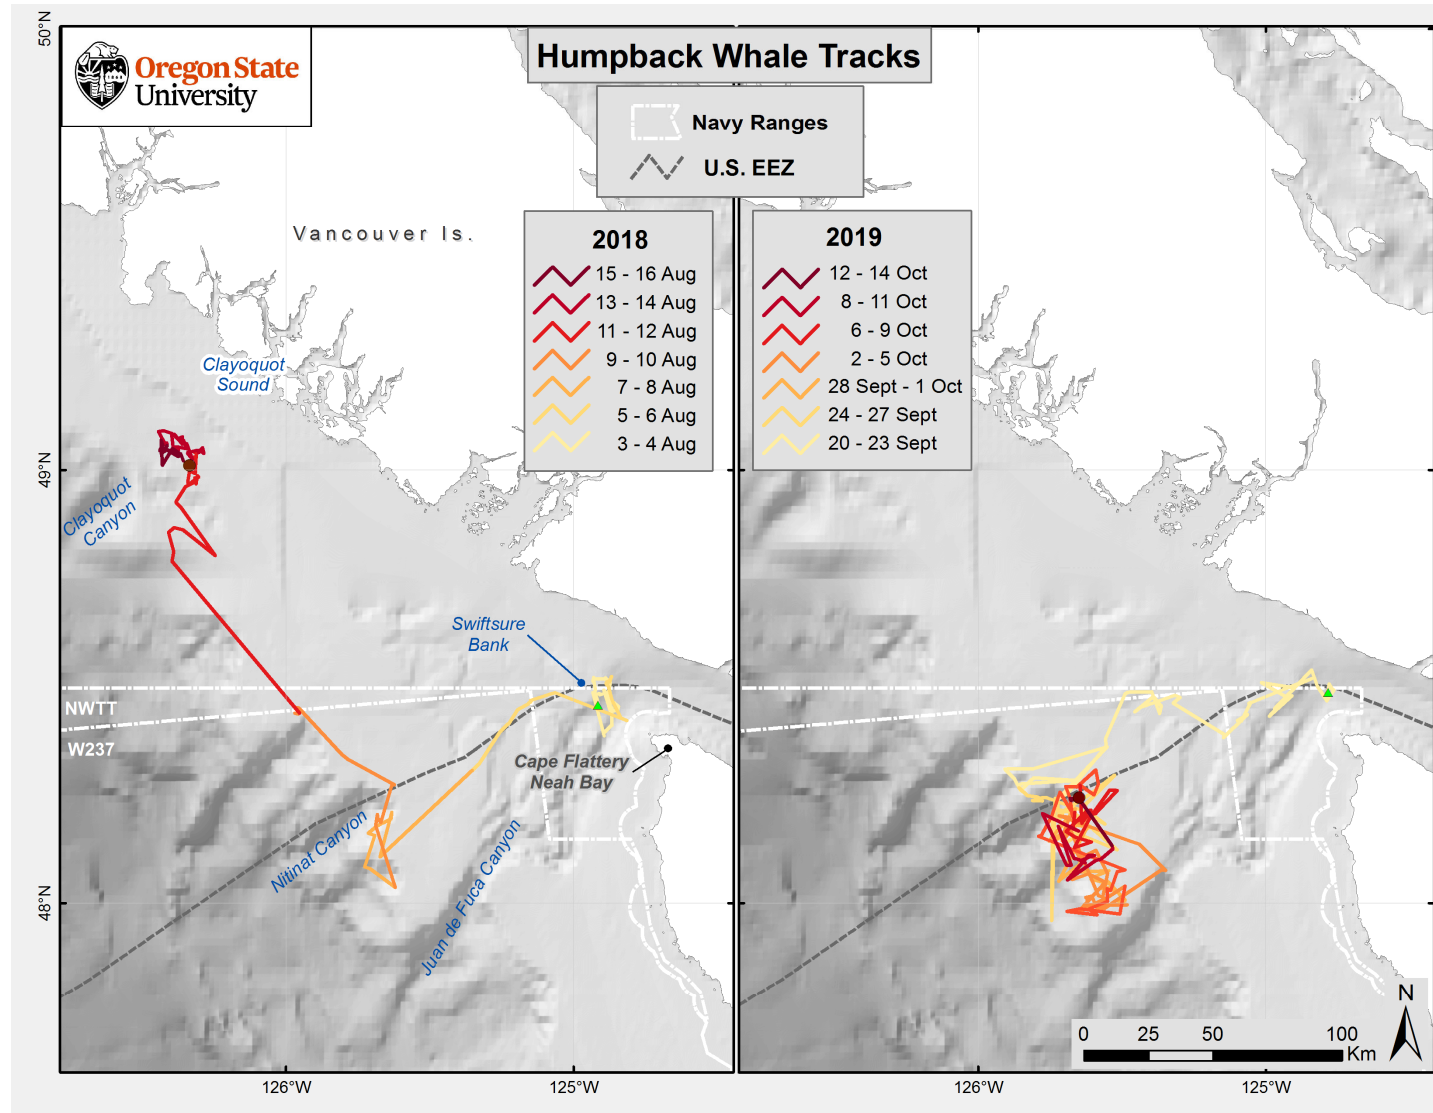 50°N
Oregon State
University
Humpback Whale Tracks
Navy Ranges
U.S. EEZ
Vancouver Is.
2018
15 - 16 Aug
13 - 14 Aug
11 - 12 Aug
9 - 10 Aug
7 - 8 Aug
5 - 6 Aug
3 - 4 Aug
2019
12 - 14 Oct
8 - 11 Oct
6 - 9 Oct
2 - 5 Oct
28 Sept - 1 Oct
24 - 27 Sept
20 - 23 Sept
Clayoquot
Sound
49°N
Clayoquot
Canyon
Swiftsure
Bank
NWTT
W237
Cape Flattery
Neah Bay
Nitinat Canyon
Juan de Fuca Canyon
48°N
N
0 25 50 100
Km
126°W 125°W 126°W 125°W